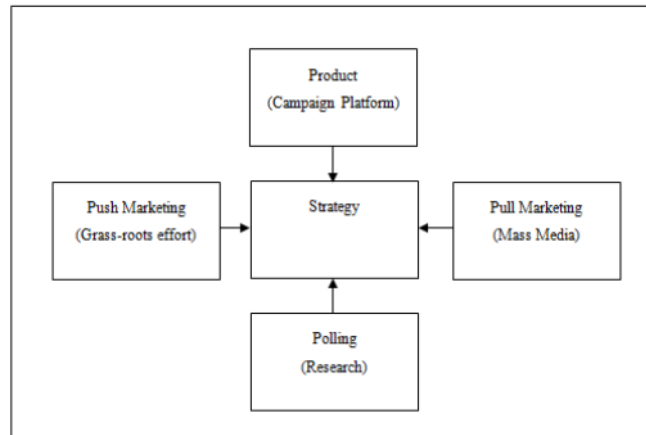 Product
(Campaign Platform)
Push Marketing
(Grass-roots effort)
Strategy
Pull Marketing
(Mass Media)
Polling
(Research)